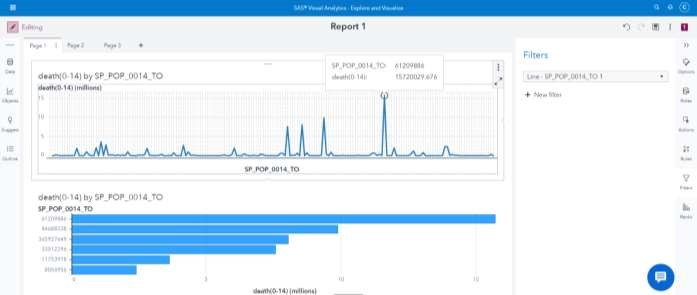 SAS® Visual Analytics - Explore and Visualize
Editing
Report 1
Page 1
Page 2
Page 3
+
Data
Objects
Suggest
Outline
death(0-14) by SP_POP_0014_TO
death(0-14) (millions)
SP_POP_0014_TO: 61209886
death(0-14): 15720029.676
15
10
5
0
SP_POP_0014_TO
death(0-14) by SP_POP_0014_TO
SP_POP_0014_TO
61209886
365927649
33512296
11753918
0
5
10
15
death(0-14) (millions)
Filters
Line - SP_POP_0014_TO 1
+ New filter
Options
Roles
Actions
Rules
Filters
Ranks